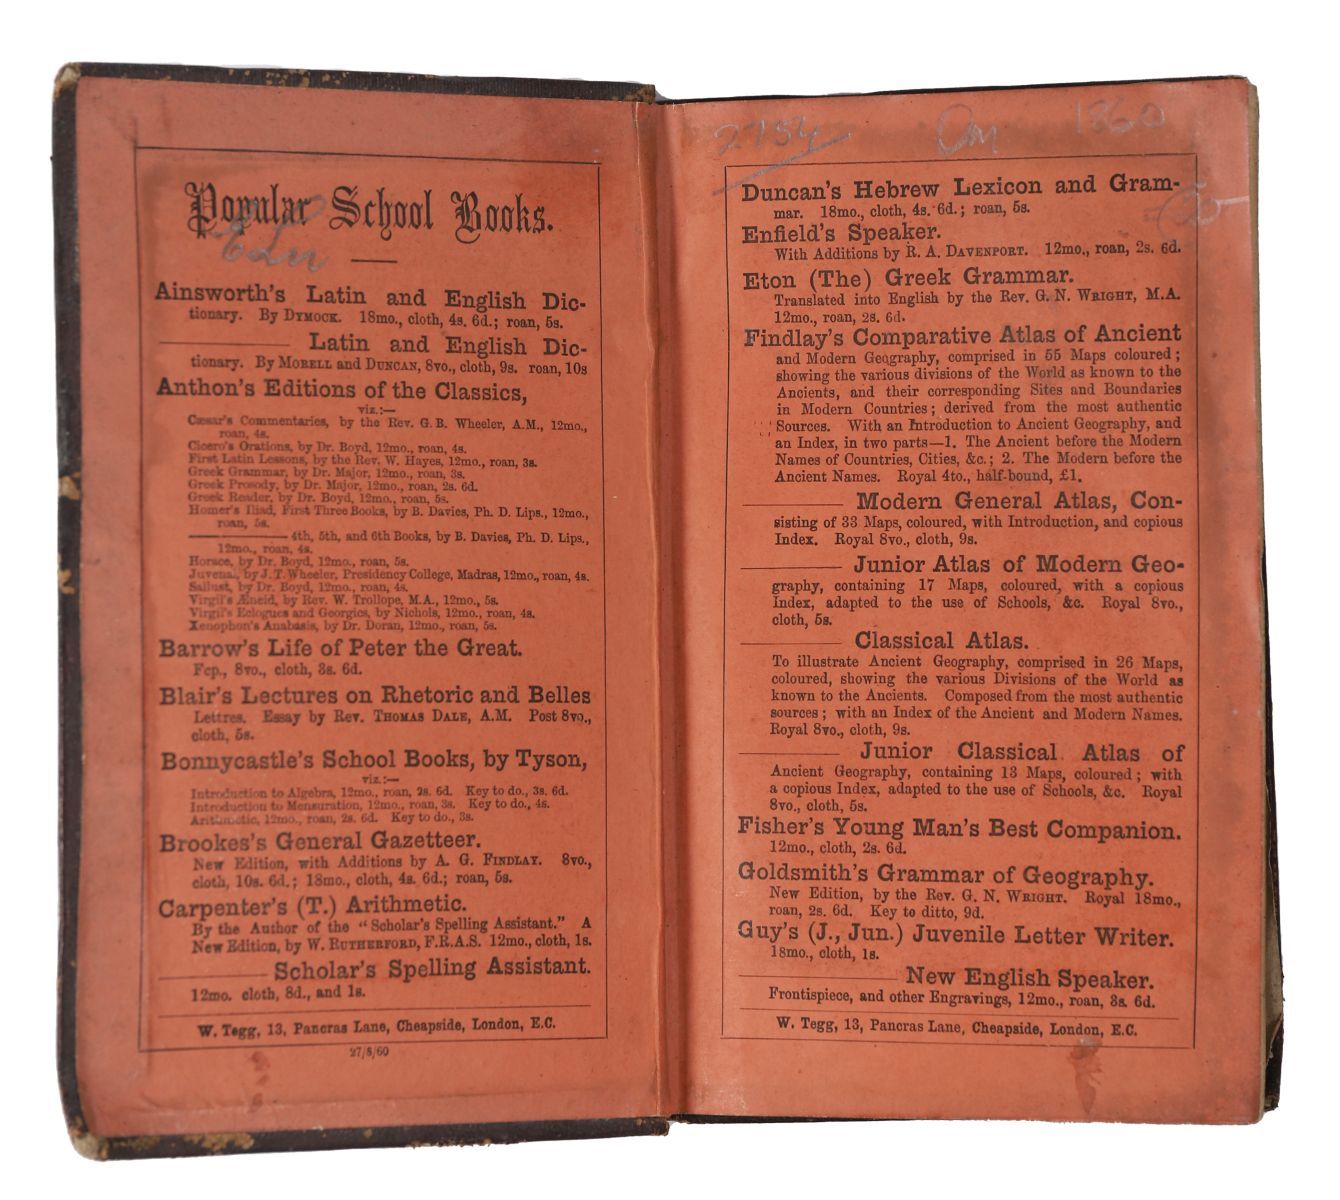 Popular School Books.
Ainsworth's Latin and English Dic-
tionary. By DYMOCK. 18mo., cloth, 4s. 6d.; roan, 5s.
——— Latin and English Dic-
tionary. By MORELL and DUNCAN, 8vo., cloth, 9s. roan, 10s
Anthon's Editions of the Classics,
viz.:—
Cæsar's Commentaries, by the Rev. G. B. Wheeler, A.M., 12mo.,
roan, 4s.
Cicero's Orations, by Dr. Boyd, 12mo., roan, 4s.
First Latin Lessons, by the Rev. W. Hayes, 12mo., roan, 3s.
Greek Grammar, by Dr. Major, 12mo., roan, 3s.
Greek Prosody, by Dr. Major, 12mo., roan, 2s. 6d.
Greek Reader, by Dr. Boyd, 12mo., roan, 5s.
Homer's Iliad, First Three Books, by B. Davies, Ph. D. Lips., 12mo.,
roan, 5s.
——— 4th, 5th, and 6th Books, by B. Davies, Ph. D. Lips.,
12mo., roan, 4s.
Horace, by Dr. Boyd, 12mo., roan, 5s.
Juvenal, by J. T. Wheeler, Presidency College, Madras, 12mo., roan, 4s.
Sallust, by Dr. Boyd, 12mo., roan, 4s.
Virgil's Æneid, by Rev. W. Trollope, M.A., 12mo., 5s.
Virgil's Eclogues and Georgics, by Nichols, 12mo., roan, 4s.
Xenophon's Anabasis, by Dr. Doran, 12mo., roan, 5s.
Barrow's Life of Peter the Great.
Fcp., 8vo., cloth, 3s. 6d.
Blair's Lectures on Rhetoric and Belles
Lettres. Essay by Rev. THOMAS DALE, A.M. Post 8vo.,
cloth, 5s.
Bonnycastle's School Books, by Tyson,
viz.:—
Introduction to Algebra, 12mo., roan, 2s. 6d. Key to do., 3s. 6d.
Introduction to Mensuration, 12mo., roan, 3s. Key to do., 4s.
Arithmetic, 12mo., roan, 2s. 6d. Key to do., 3s.
Brookes's General Gazetteer.
New Edition, with Additions by A. G. FINDLAY. 8vo.,
cloth, 10s. 6d.; 18mo., cloth, 4s. 6d.; roan, 5s.
Carpenter's (T.) Arithmetic.
By the Author of the "Scholar's Spelling Assistant." A
New Edition, by W. RUTHERFORD, F.R.A.S. 12mo., cloth, 1s.
——— Scholar's Spelling Assistant.
12mo. cloth, 8d., and 1s.
W. Tegg, 13, Pancras Lane, Cheapside, London, E.C.
27/8/60
2754 1860
Duncan's Hebrew Lexicon and Gram-
mar. 18mo., cloth, 4s. 6d.; roan, 5s.
Enfield's Speaker.
With Additions by R. A. DAVENPORT. 12mo., roan, 2s. 6d.
Eton (The) Greek Grammar.
Translated into English by the Rev. G. N. WRIGHT, M.A.
12mo., roan, 2s. 6d.
Findlay's Comparative Atlas of Ancient
and Modern Geography, comprised in 55 Maps coloured;
showing the various divisions of the World as known to the
Ancients, and their corresponding Sites and Boundaries
in Modern Countries; derived from the most authentic
Sources. With an Introduction to Ancient Geography, and
an Index, in two parts—1. The Ancient before the Modern
Names of Countries, Cities, &c.; 2. The Modern before the
Ancient Names. Royal 4to., half-bound, £1.
——— Modern General Atlas, Con-
sisting of 33 Maps, coloured, with Introduction, and copious
Index. Royal 8vo., cloth, 9s.
——— Junior Atlas of Modern Geo-
graphy, containing 17 Maps, coloured, with a copious
Index, adapted to the use of Schools, &c. Royal 8vo.,
cloth, 5s.
——— Classical Atlas.
To illustrate Ancient Geography, comprised in 26 Maps,
coloured, showing the various Divisions of the World as
known to the Ancients. Composed from the most authentic
sources; with an Index of the Ancient and Modern Names.
Royal 8vo., cloth, 9s.
——— Junior Classical Atlas of
Ancient Geography, containing 13 Maps, coloured; with
a copious Index, adapted to the use of Schools, &c. Royal
8vo., cloth, 5s.
Fisher's Young Man's Best Companion.
12mo., cloth, 2s. 6d.
Goldsmith's Grammar of Geography.
New Edition, by the Rev. G. N. WRIGHT. Royal 18mo.,
roan, 2s. 6d. Key to ditto, 9d.
Guy's (J., Jun.) Juvenile Letter Writer.
18mo., cloth, 1s.
——— New English Speaker.
Frontispiece, and other Engravings, 12mo., roan, 3s. 6d.
W. Tegg, 13, Pancras Lane, Cheapside, London, E.C.